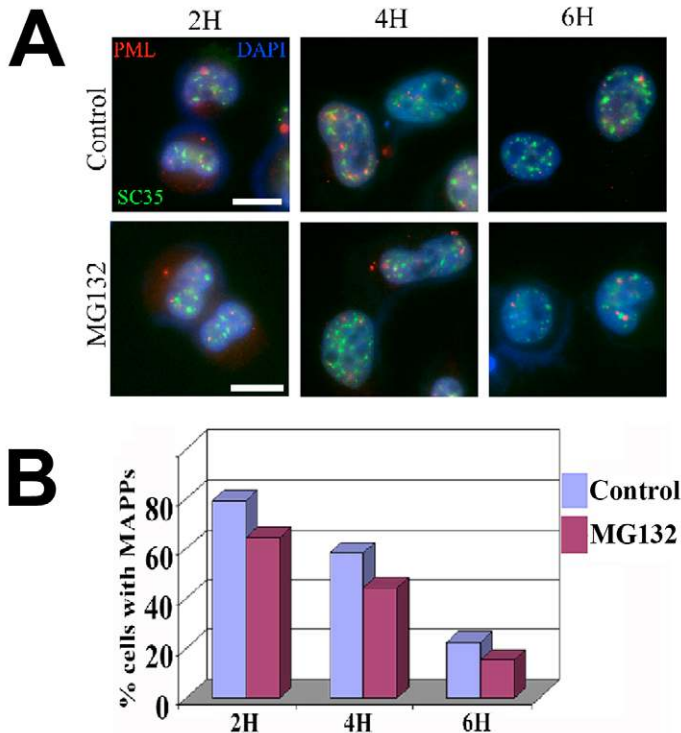 A
2H 4H 6H
PML DAPI
Control
SC35
MG132
B
% cells with MAPPs
80
60
40
20
0
2H 4H 6H
Control
MG132